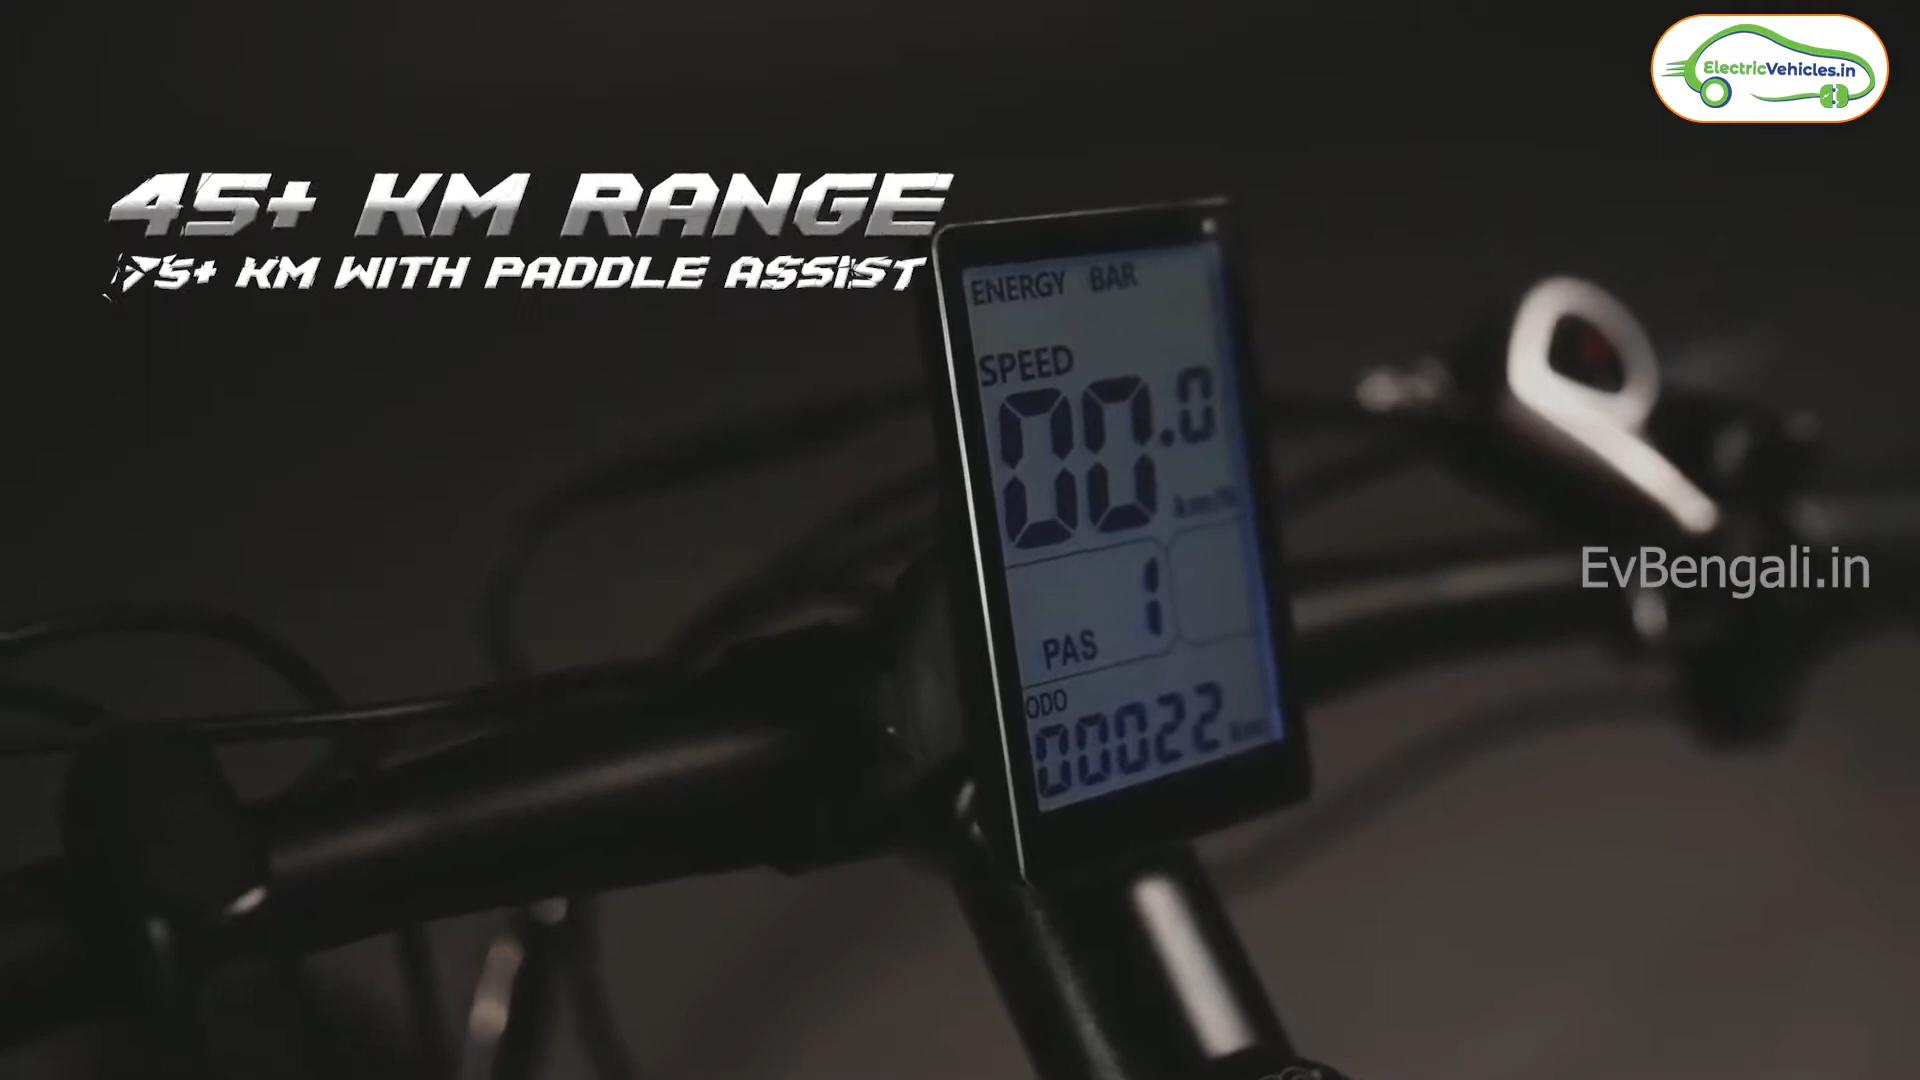 ElectricVehicles.in
45+ KM RANGE
75+ KM WITH PADDLE ASSIST
ENERGY BAR
SPEED
00.0
km/h
EvBengali.in
1
PAS
ODO
00022